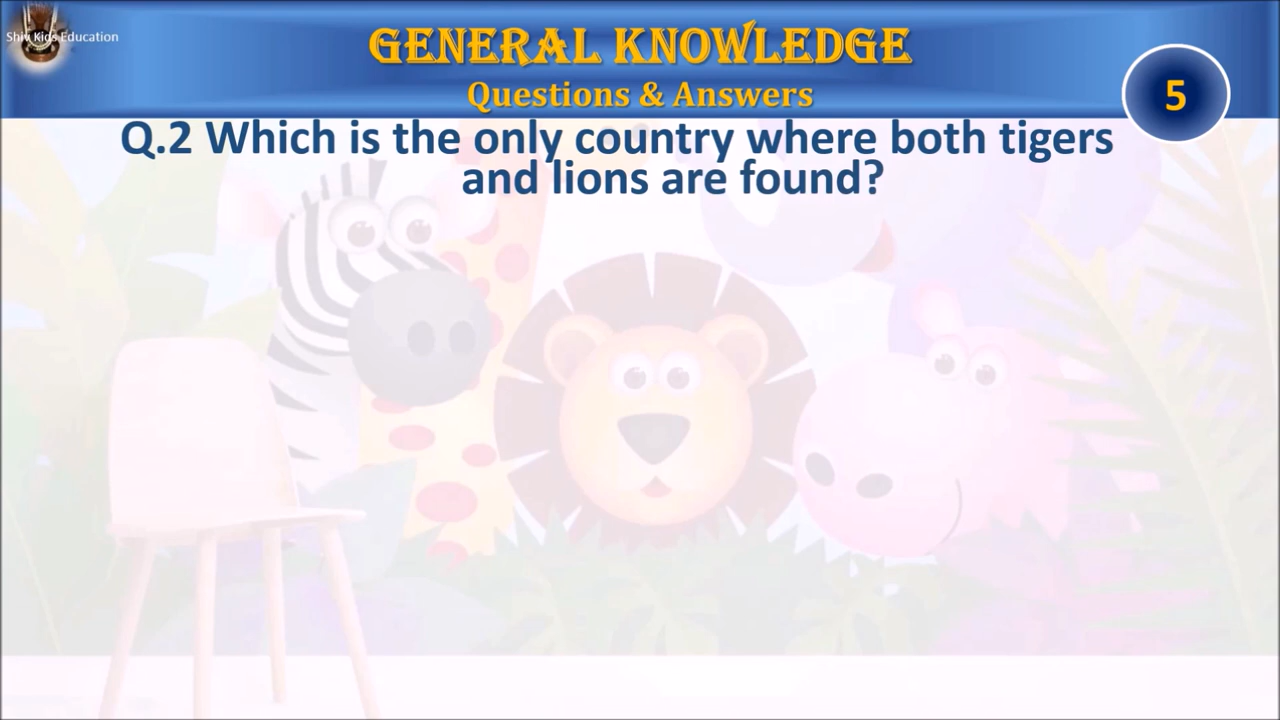 Shiv Kids Education
GENERAL KNOWLEDGE
Questions & Answers
5
Q.2 Which is the only country where both tigers
and lions are found?